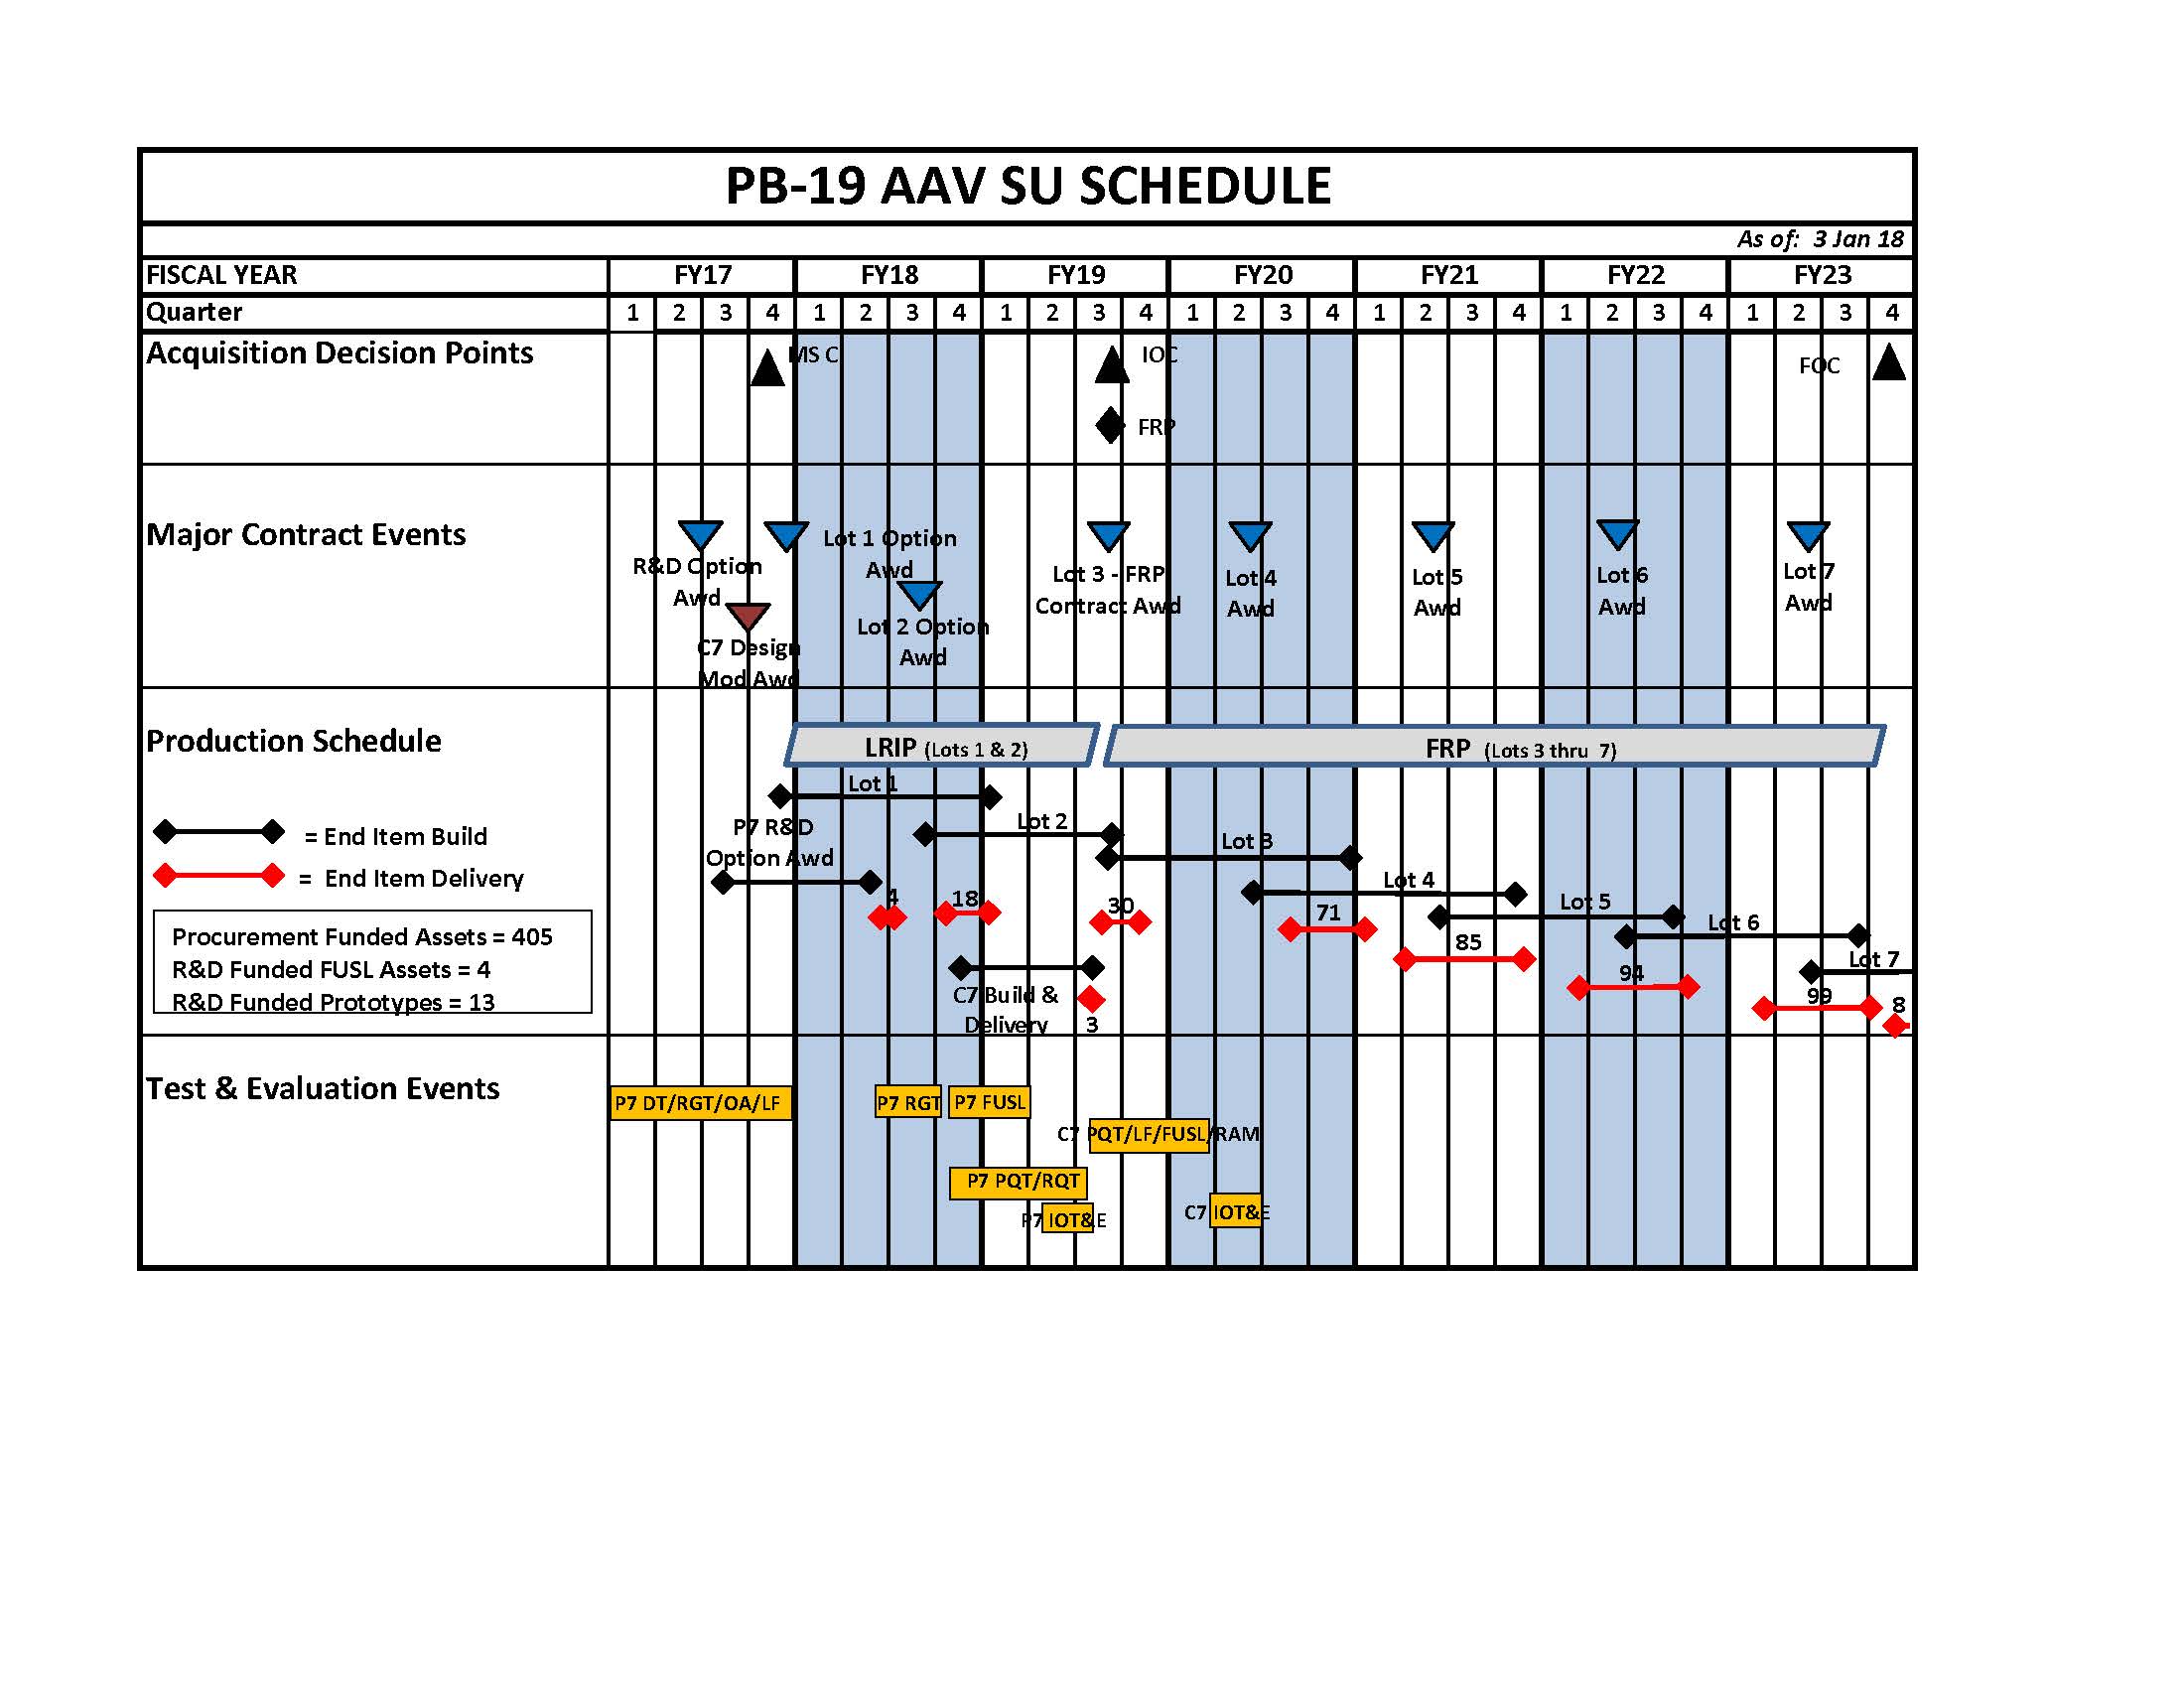 PB-19 AAV SU SCHEDULE
As of: 3 Jan 18
FISCAL YEAR FY17 FY18 FY19 FY20 FY21 FY22 FY23
Quarter 1 2 3 4 1 2 3 4 1 2 3 4 1 2 3 4 1 2 3 4 1 2 3 4 1 2 3 4
Acquisition Decision Points
MS C
IOC
FOC
FRP
Major Contract Events
R&D Option
Awd
C7 Design
Mod Awd
Lot 1 Option
Awd
Lot 2 Option
Awd
Lot 3 - FRP
Contract Awd
Lot 4
Awd
Lot 5
Awd
Lot 6
Awd
Lot 7
Awd
Production Schedule
LRIP (Lots 1 & 2)
FRP (Lots 3 thru 7)
Lot 1
P7 R&D
Option Awd
Lot 2
Lot 3
Lot 4
Lot 5
Lot 6
Lot 7
= End Item Build
= End Item Delivery
4
18
30
71
85
94
99
8
Procurement Funded Assets = 405
R&D Funded FUSL Assets = 4
R&D Funded Prototypes = 13
C7 Build &
Delivery
3
Test & Evaluation Events
P7 DT/RGT/OA/LF
P7 RGT
P7 FUSL
C7 PQT/LF/FUSL/RAM
P7 PQT/RQT
P7 IOT&E
C7 IOT&E